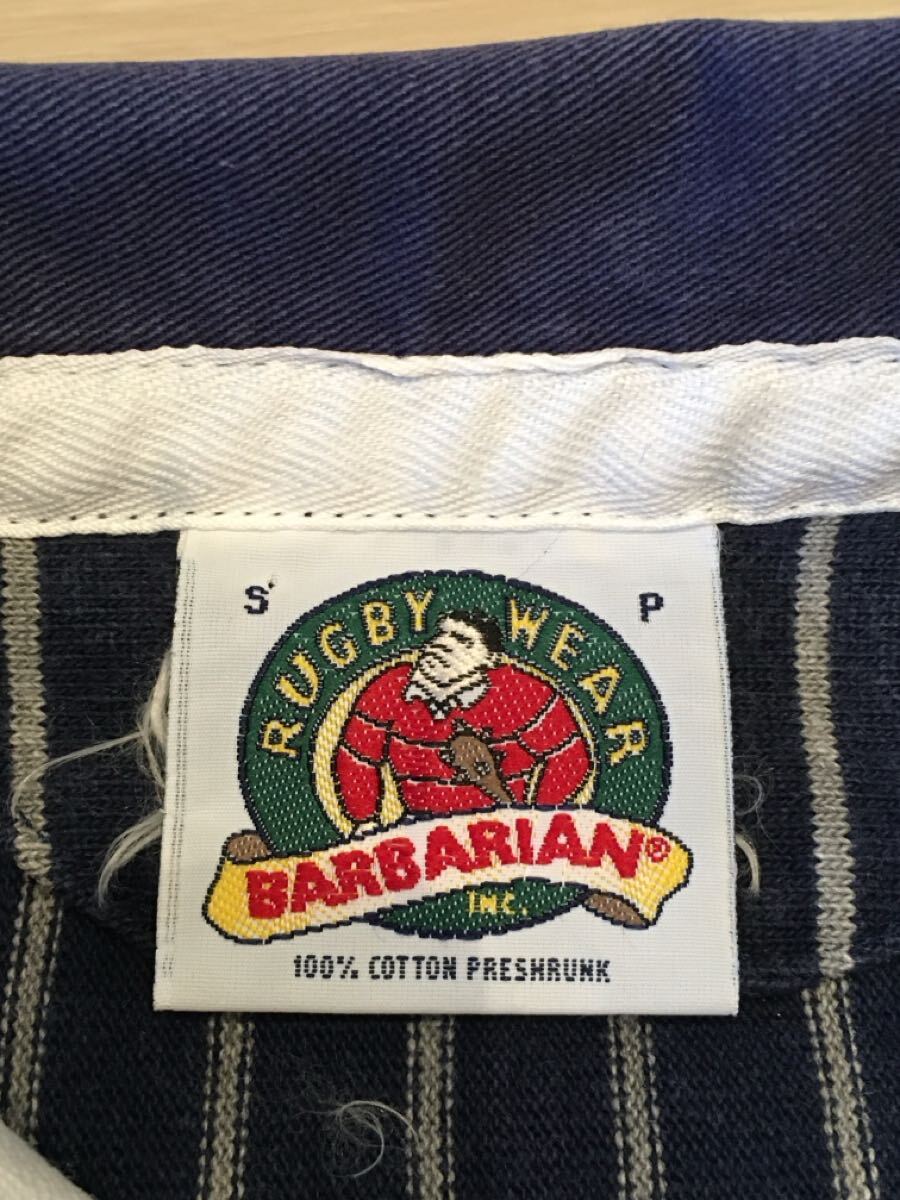 S P
RUGBY WEAR
BARBARIAN®
INC.
100% COTTON PRESHRUNK